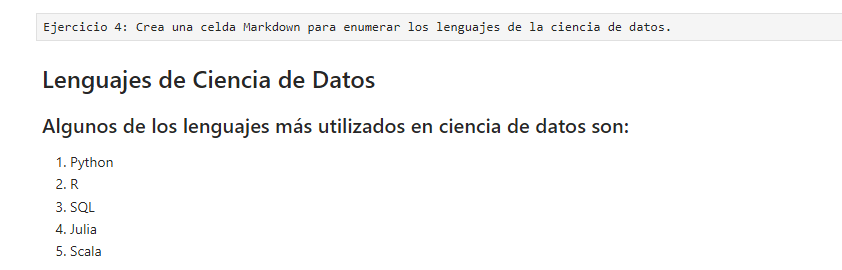 Ejercicio 4: Crea una celda Markdown para enumerar los lenguajes de la ciencia de datos.
Lenguajes de Ciencia de Datos
Algunos de los lenguajes más utilizados en ciencia de datos son:
1. Python
2. R
3. SQL
4. Julia
5. Scala